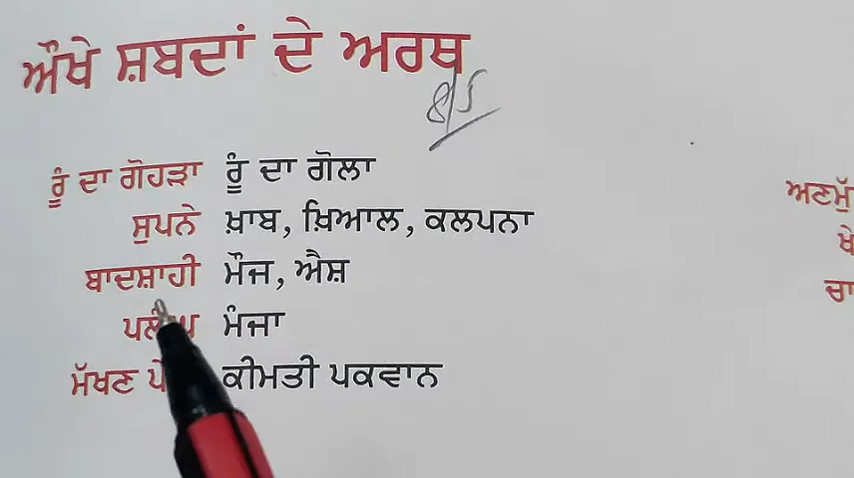 ਔਖੇ ਸ਼ਬਦਾਂ ਦੇ ਅਰਥ
ਰੂੰ ਦਾ ਗੋਹੜਾ ਰੂੰ ਦਾ ਗੋਲਾ
ਸੁਪਨੇ ਖ਼ਾਬ, ਖ਼ਿਆਲ, ਕਲਪਨਾ
ਬਾਦਸ਼ਾਹੀ ਮੌਜ, ਐਸ਼
ਮੰਜਾ
ਮੱਖਣ ਕੀਮਤੀ ਪਕਵਾਨ